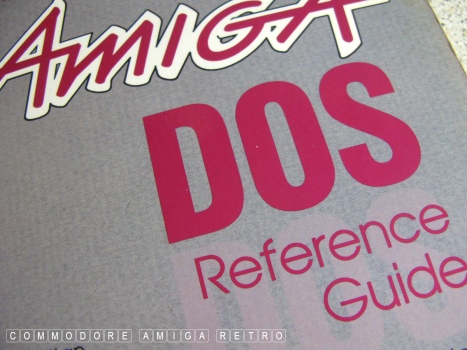 AMIGA
DOS
Reference
Guide
COMMODORE AMIGA RETRO